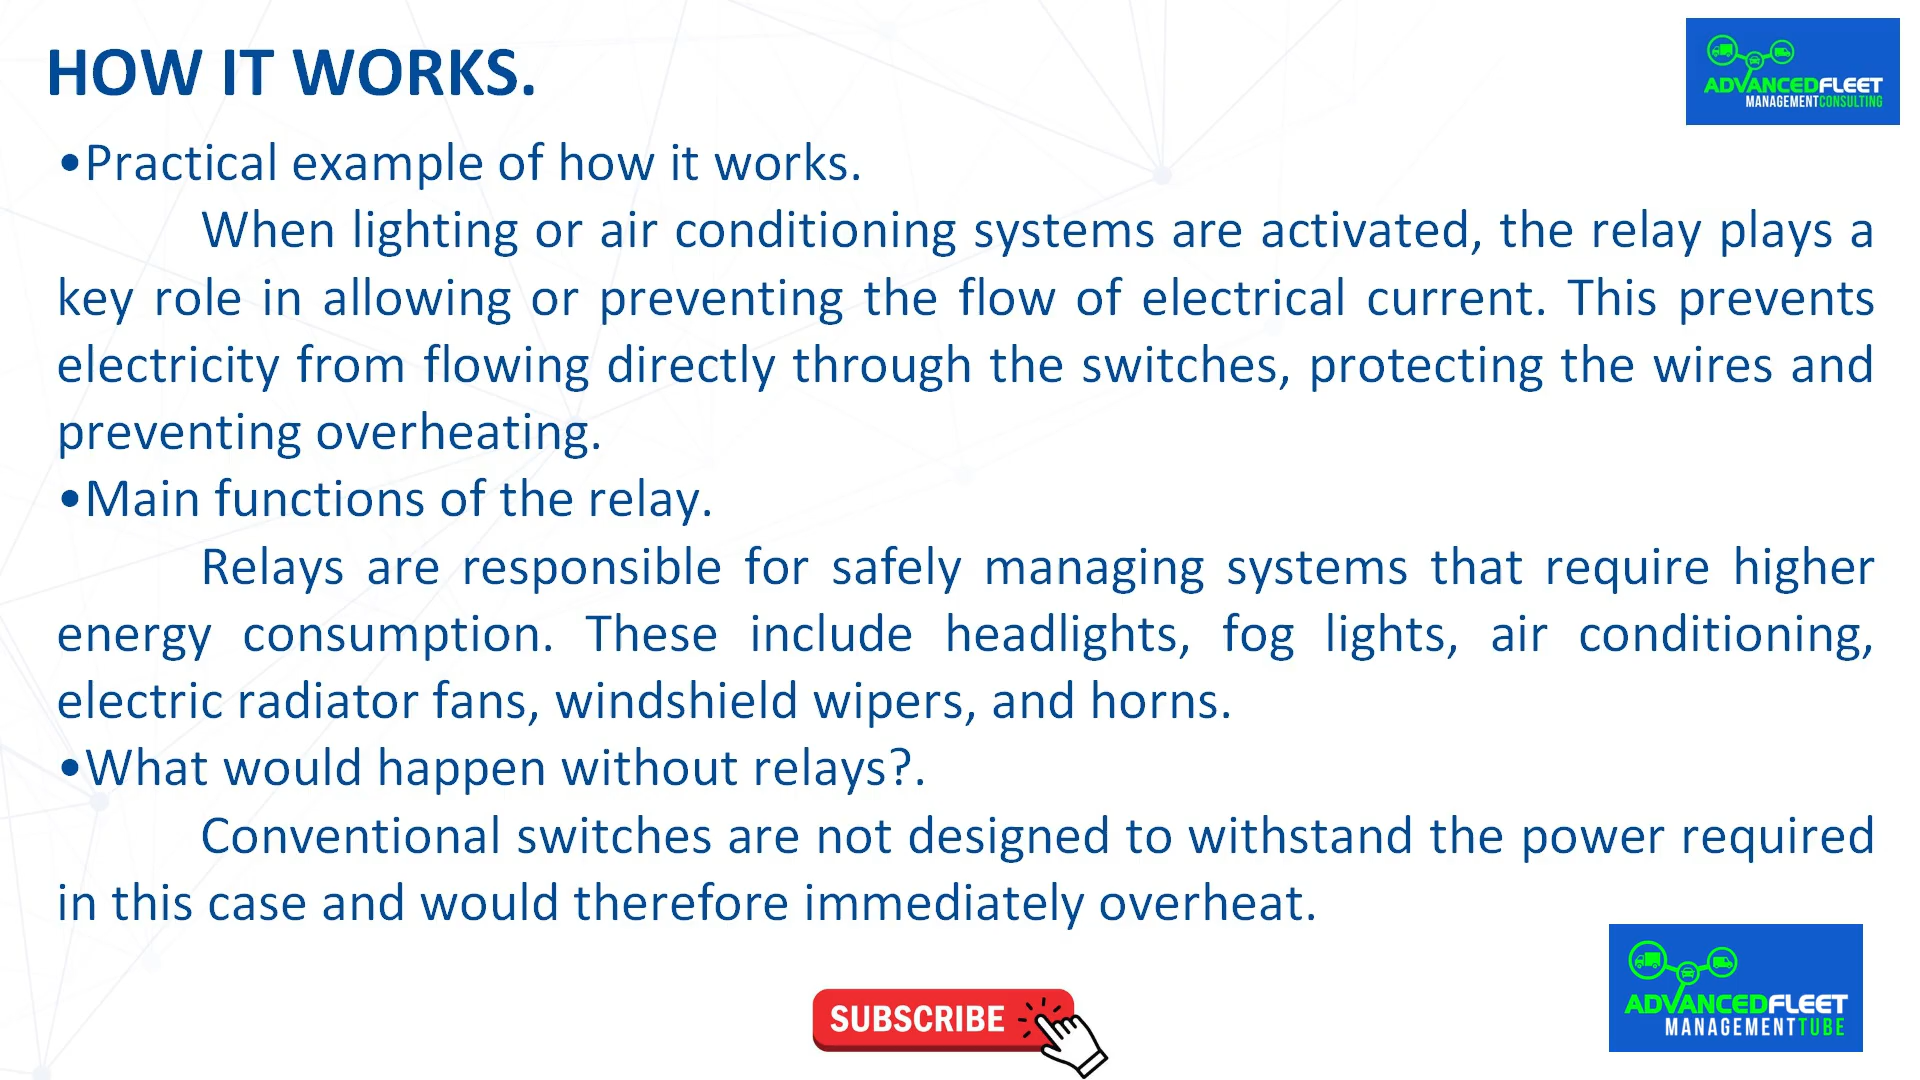 HOW IT WORKS.
ADVANCEDFLEET
MANAGEMENTCONSULTING
•Practical example of how it works.
When lighting or air conditioning systems are activated, the relay plays a
key role in allowing or preventing the flow of electrical current. This prevents
electricity from flowing directly through the switches, protecting the wires and
preventing overheating.
•Main functions of the relay.
Relays are responsible for safely managing systems that require higher
energy consumption. These include headlights, fog lights, air conditioning,
electric radiator fans, windshield wipers, and horns.
•What would happen without relays?.
Conventional switches are not designed to withstand the power required
in this case and would therefore immediately overheat.
SUBSCRIBE
ADVANCEDFLEET
MANAGEMENTTUBE